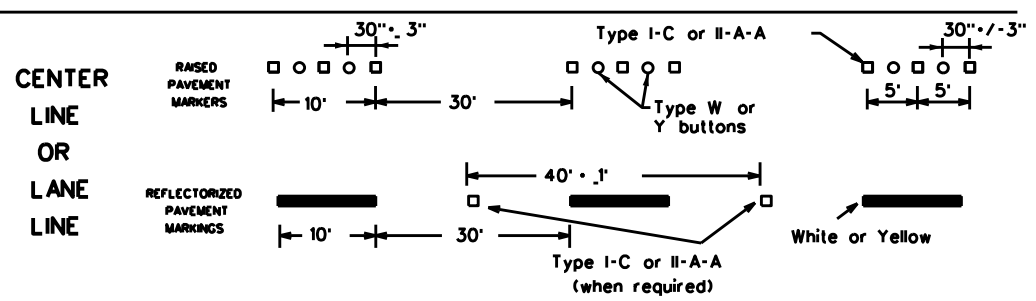 CENTER
LINE
OR
LANE
LINE
RAISED
PAVEMENT
MARKERS
30"·_ 3"
10'
30'
Type I-C or II-A-A
Type W or
Y buttons
30"·/-3"
5'
5'
REFLECTORIZED
PAVEMENT
MARKINGS
10'
30'
40' · _1'
Type I-C or II-A-A
(when required)
White or Yellow